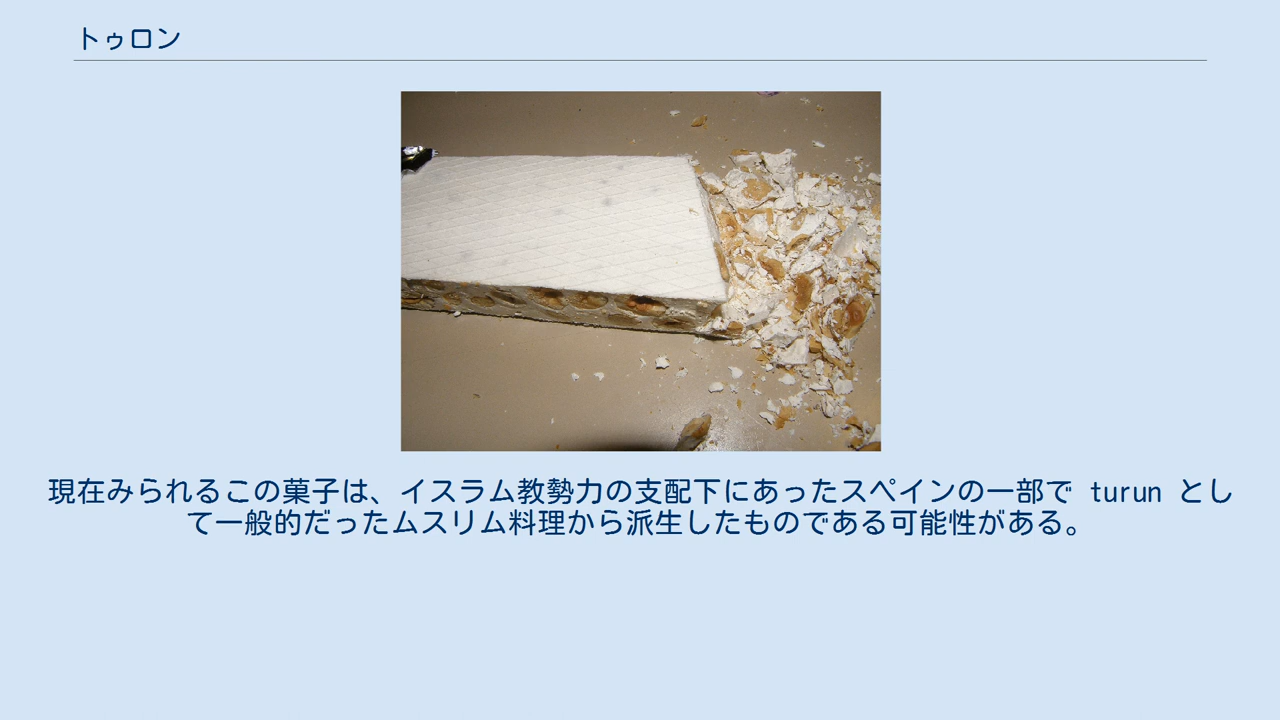 トゥロン
現在みられるこの菓子は、イスラム教勢力の支配下にあったスペインの一部で turun とし
て一般的だったムスリム料理から派生したものである可能性がある。